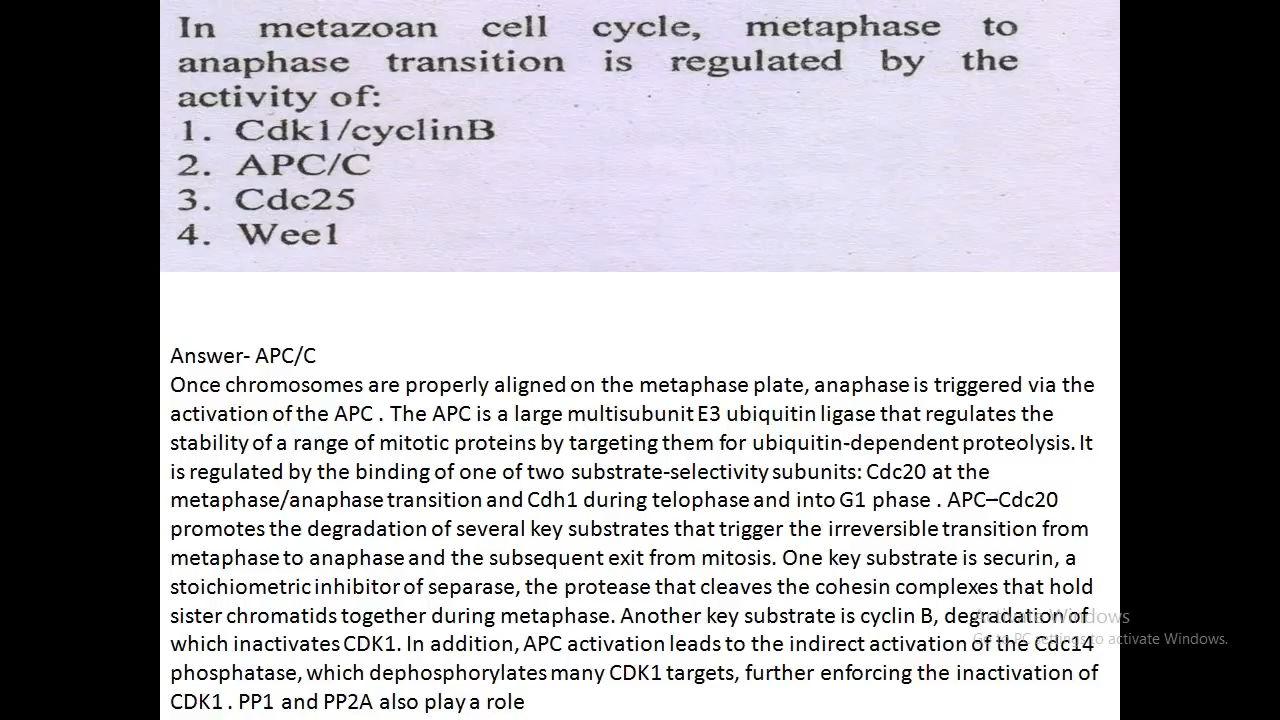 In metazoan cell cycle, metaphase to
anaphase transition is regulated by the
activity of:
1. Cdk1/cyclinB
2. APC/C
3. Cdc25
4. Wee1
Answer- APC/C
Once chromosomes are properly aligned on the metaphase plate, anaphase is triggered via the
activation of the APC . The APC is a large multisubunit E3 ubiquitin ligase that regulates the
stability of a range of mitotic proteins by targeting them for ubiquitin-dependent proteolysis. It
is regulated by the binding of one of two substrate-selectivity subunits: Cdc20 at the
metaphase/anaphase transition and Cdh1 during telophase and into G1 phase . APC–Cdc20
promotes the degradation of several key substrates that trigger the irreversible transition from
metaphase to anaphase and the subsequent exit from mitosis. One key substrate is securin, a
stoichiometric inhibitor of separase, the protease that cleaves the cohesin complexes that hold
sister chromatids together during metaphase. Another key substrate is cyclin B, degradation of
which inactivates CDK1. In addition, APC activation leads to the indirect activation of the Cdc14
phosphatase, which dephosphorylates many CDK1 targets, further enforcing the inactivation of
CDK1 . PP1 and PP2A also play a role
Activate Windows
Go to PC settings to activate Windows.